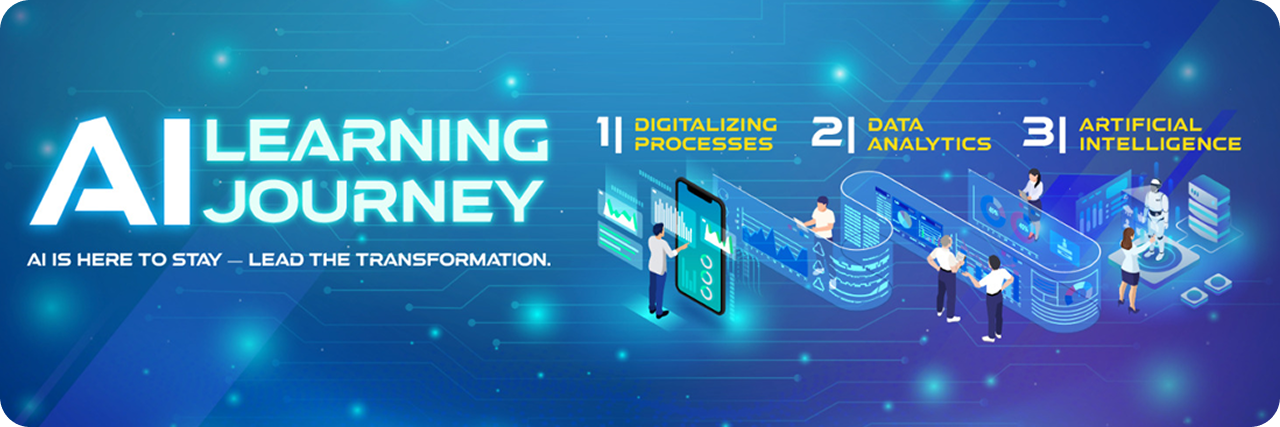 AI LEARNING
JOURNEY
AI IS HERE TO STAY — LEAD THE TRANSFORMATION.
1| DIGITALIZING
PROCESSES
2| DATA
ANALYTICS
3| ARTIFICIAL
INTELLIGENCE